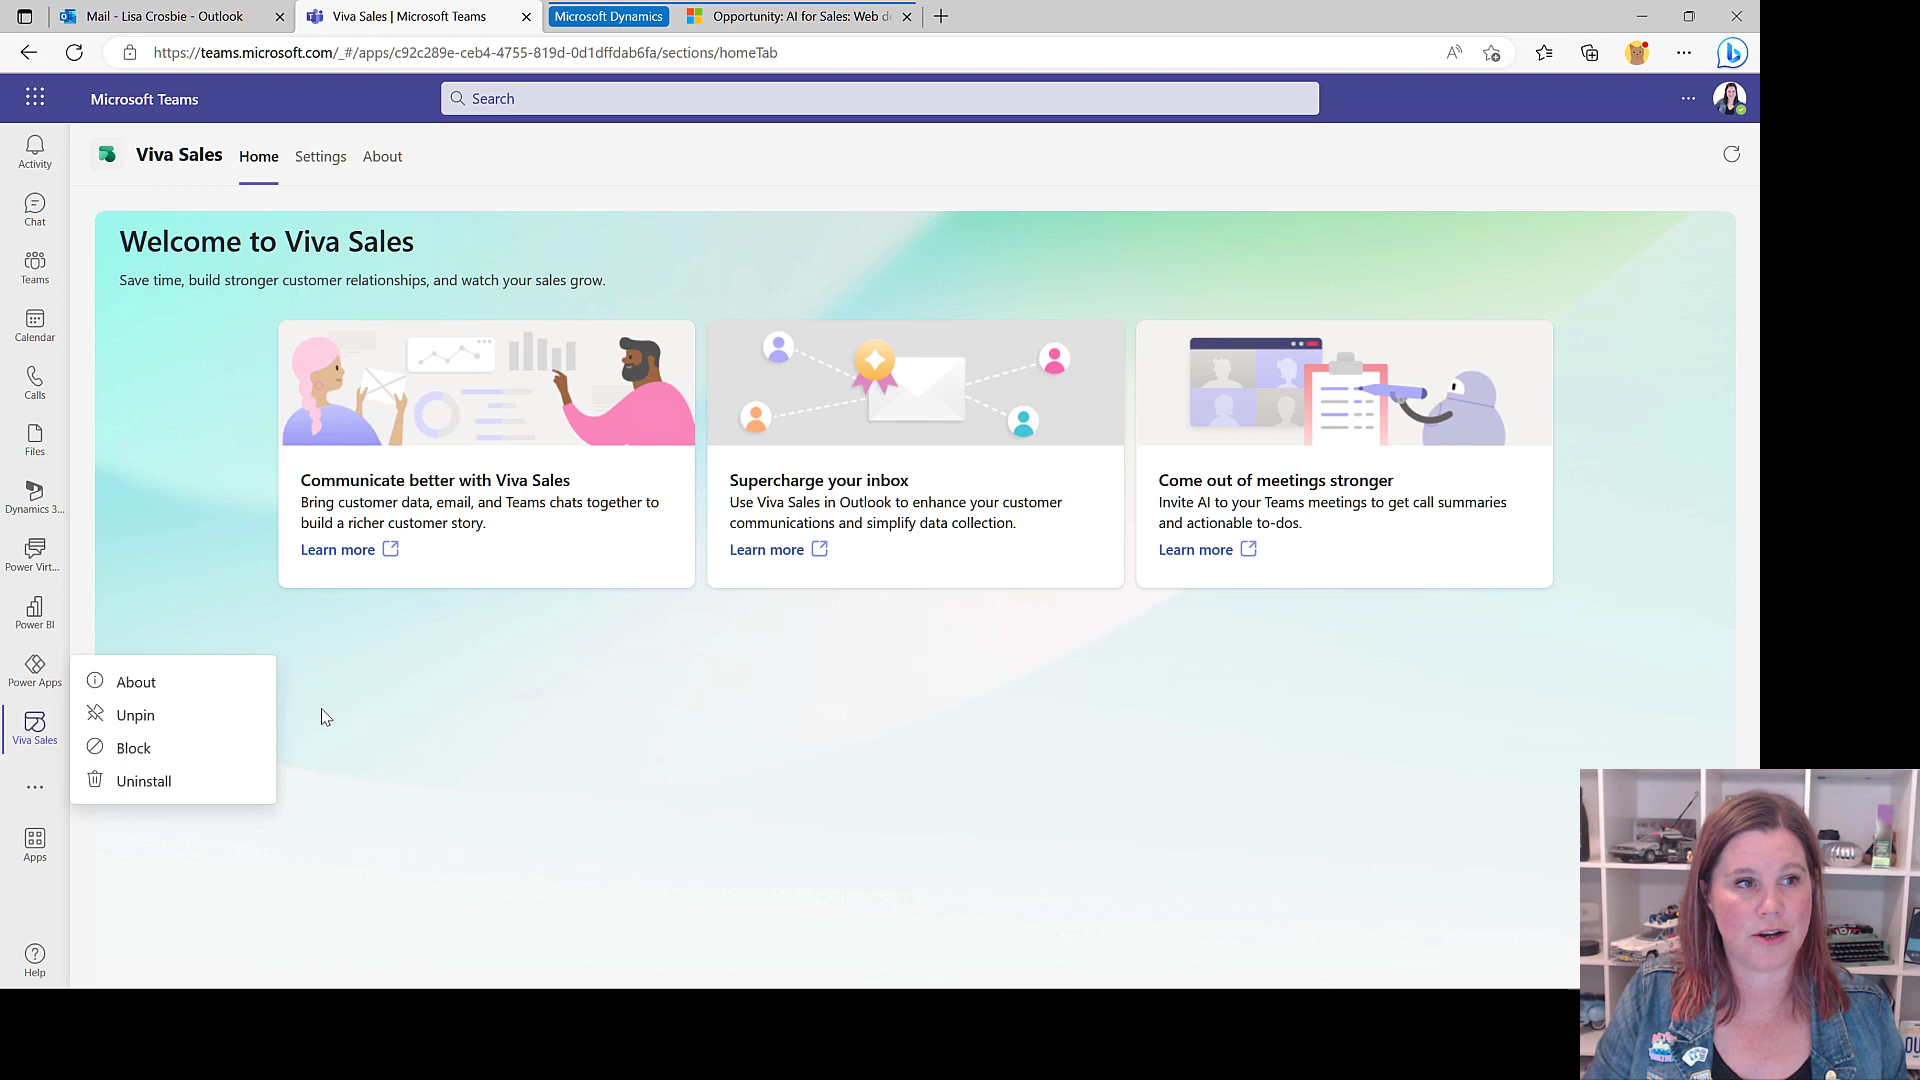 Mail - Lisa Crosbie - Outlook
Viva Sales | Microsoft Teams
Microsoft Dynamics
Opportunity: AI for Sales: Web de
https://teams.microsoft.com/_#/apps/c92c289e-ceb4-4755-819d-0d1dffdab6fa/sections/homeTab
Microsoft Teams
Search
Activity
Chat
Teams
Calendar
Calls
Files
Dynamics 3...
Power Virt...
Power BI
Power Apps
Viva Sales
Apps
Help
Viva Sales
Home
Settings
About
Welcome to Viva Sales
Save time, build stronger customer relationships, and watch your sales grow.
Communicate better with Viva Sales
Bring customer data, email, and Teams chats together to
build a richer customer story.
Learn more
Supercharge your inbox
Use Viva Sales in Outlook to enhance your customer
communications and simplify data collection.
Learn more
Come out of meetings stronger
Invite AI to your Teams meetings to get call summaries
and actionable to-dos.
Learn more
About
Unpin
Block
Uninstall